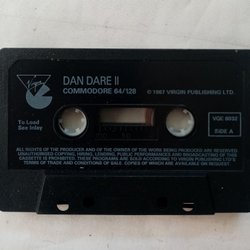 Virgin
DAN DARE II
COMMODORE 64/128
© 1987 VIRGIN PUBLISHING LTD.
To Load
See Inlay
VGE 6032
SIDE A
ALL RIGHTS OF THE PRODUCER AND OF THE OWNER OF THE WORK BEING PRODUCED ARE RESERVED
UNAUTHORISED COPYING, HIRING, LENDING, PUBLIC PERFORMANCES AND BROADCASTING OF THIS
CASSETTE IS PROHIBITED. THESE PROGRAMS ARE SOLD ACCORDING TO VIRGIN PUBLISHING LTD'S
TERMS OF TRADE AND CONDITIONS OF SALE. COPIES OF WHICH ARE AVAILABLE ON REQUEST.